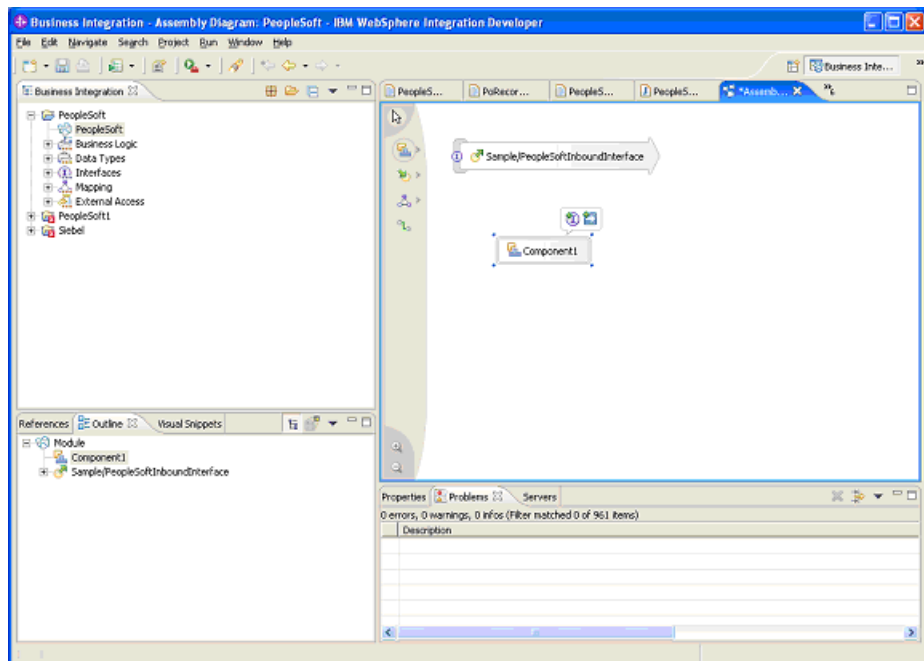 Business Integration - Assembly Diagram: PeopleSoft - IBM WebSphere Integration Developer
File Edit Navigate Search Project Run Window Help
Business Inte...
Business Integration
PeopleSoft
PeopleSoft
Business Logic
Data Types
Interfaces
Mapping
External Access
PeopleSoft1
Siebel
PeopleS...
PoRecor...
PeopleS...
PeopleS...
*Assemb...
Sample/PeopleSoftInboundInterface
Component1
References Outline Visual Snippets
Module
Component1
Sample/PeopleSoftInboundInterface
Properties Problems Servers
0 errors, 0 warnings, 0 infos (Filter matched 0 of 961 items)
Description